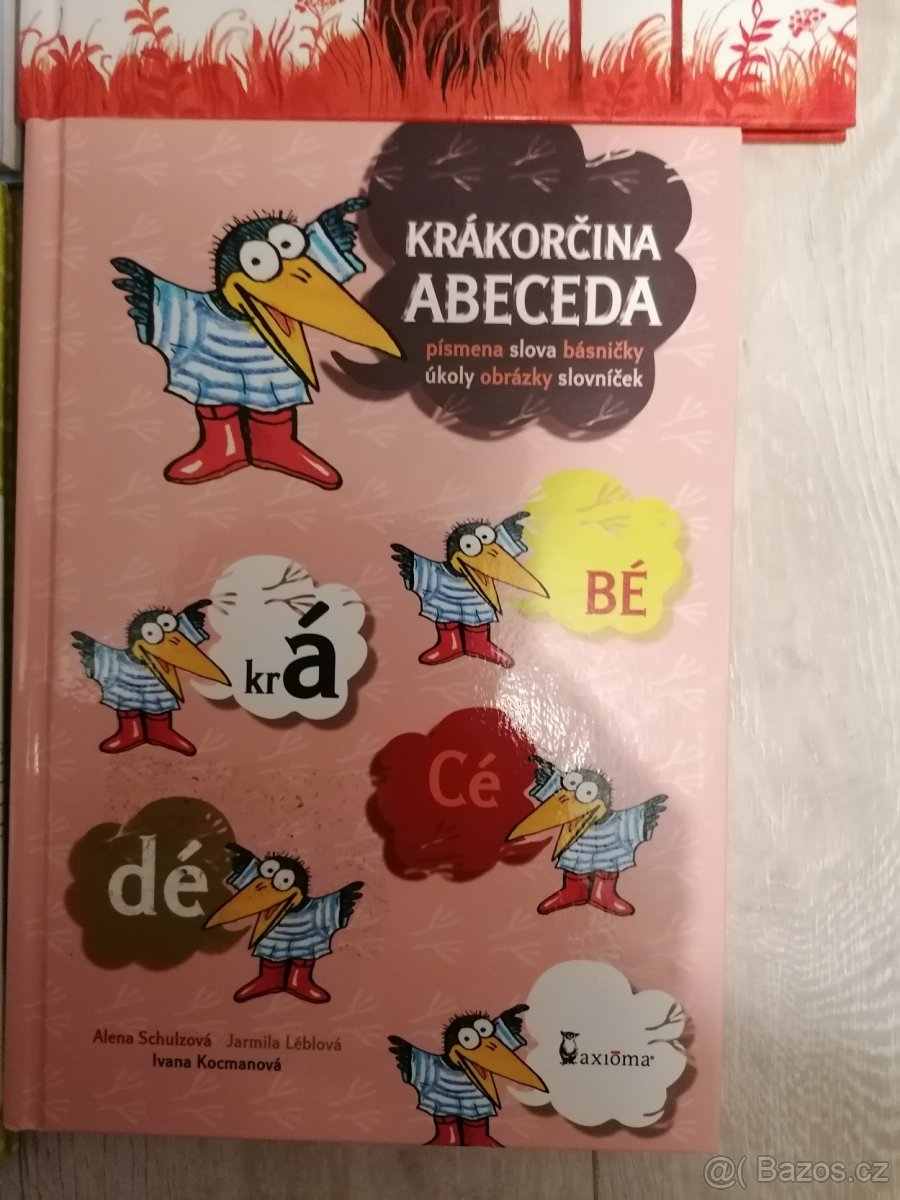 KRÁKORČINA
ABECEDA
písmena slova básničky
úkoly obrázky slovníček
BÉ
krá
Cé
dé
Alena Schulzová Jarmila Léblová
Ivana Kocmanová
axiōma®
@( Bazos.cz